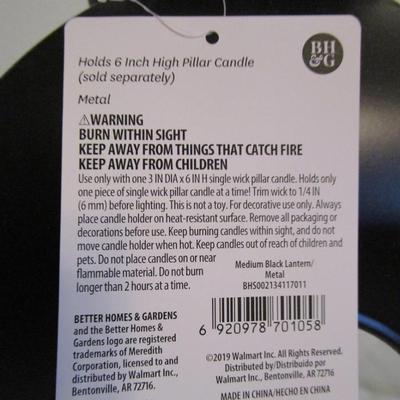 Holds 6 Inch High Pillar Candle
(sold separately)
BH
&G
Metal
⚠WARNING
BURN WITHIN SIGHT
KEEP AWAY FROM THINGS THAT CATCH FIRE
KEEP AWAY FROM CHILDREN
Use only with one 3 IN DIA x 6 IN H single wick pillar candle. Holds only
one piece of single wick pillar candle at a time! Trim wick to 1/4 IN
(6 mm) before lighting. This is not a toy. For decorative use only. Always
place candle holder on heat-resistant surface. Remove all packaging or
decorations before use. Keep burning candles within sight, and do not
move candle holder when hot. Keep candles out of reach of children and
pets. Do not place candles on or near
flammable material. Do not burn
longer than 2 hours at a time.
Medium Black Lantern/
Metal
BHS002134117011
6 920978 701058
BETTER HOMES & GARDENS
and the Better Homes &
Gardens logo are registered
trademarks of Meredith
Corporation, licensed to and
distributed by Walmart Inc.,
Bentonville, AR 72716.
©2019 Walmart Inc. All Rights Reserved.
Distributed by/Distribuido por
Walmart Inc., Bentonville, AR 72716
MADE IN CHINA/HECHO EN CHINA